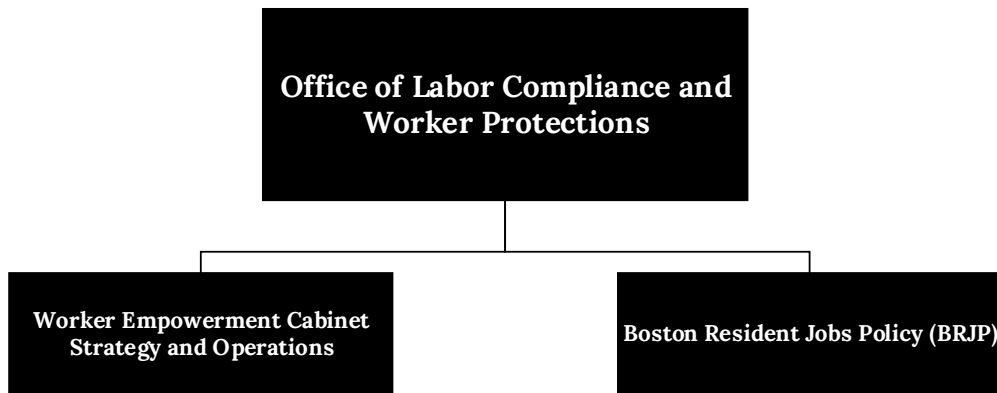 Office of Labor Compliance and
Worker Protections
Worker Empowerment Cabinet
Strategy and Operations
Boston Resident Jobs Policy (BRJP)